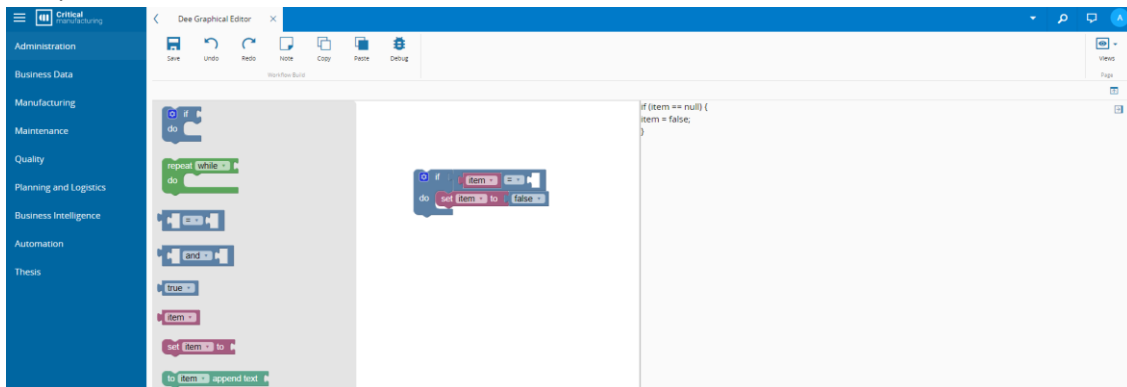 Critical manufacturing
Dee Graphical Editor
A
Administration
Business Data
Manufacturing
Maintenance
Quality
Planning and Logistics
Business Intelligence
Automation
Thesis
Save Undo Redo Note Copy Paste Debug
Workflow Build
Views
Page
if
do
repeat while
do
=
and
true
item
set item to
to item append text
if item =
do set item to false
if (item == null) {
item = false;
}